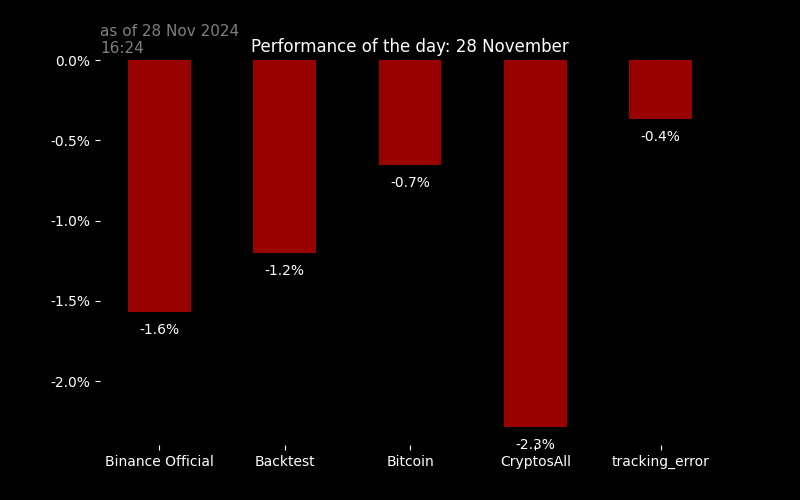 as of 28 Nov 2024
16:24
Performance of the day: 28 November
0.0%
-0.5%
-1.0%
-1.5%
-2.0%
-1.6%
-1.2%
-0.7%
-2.3%
-0.4%
Binance Official
Backtest
Bitcoin
CryptosAll
tracking_error